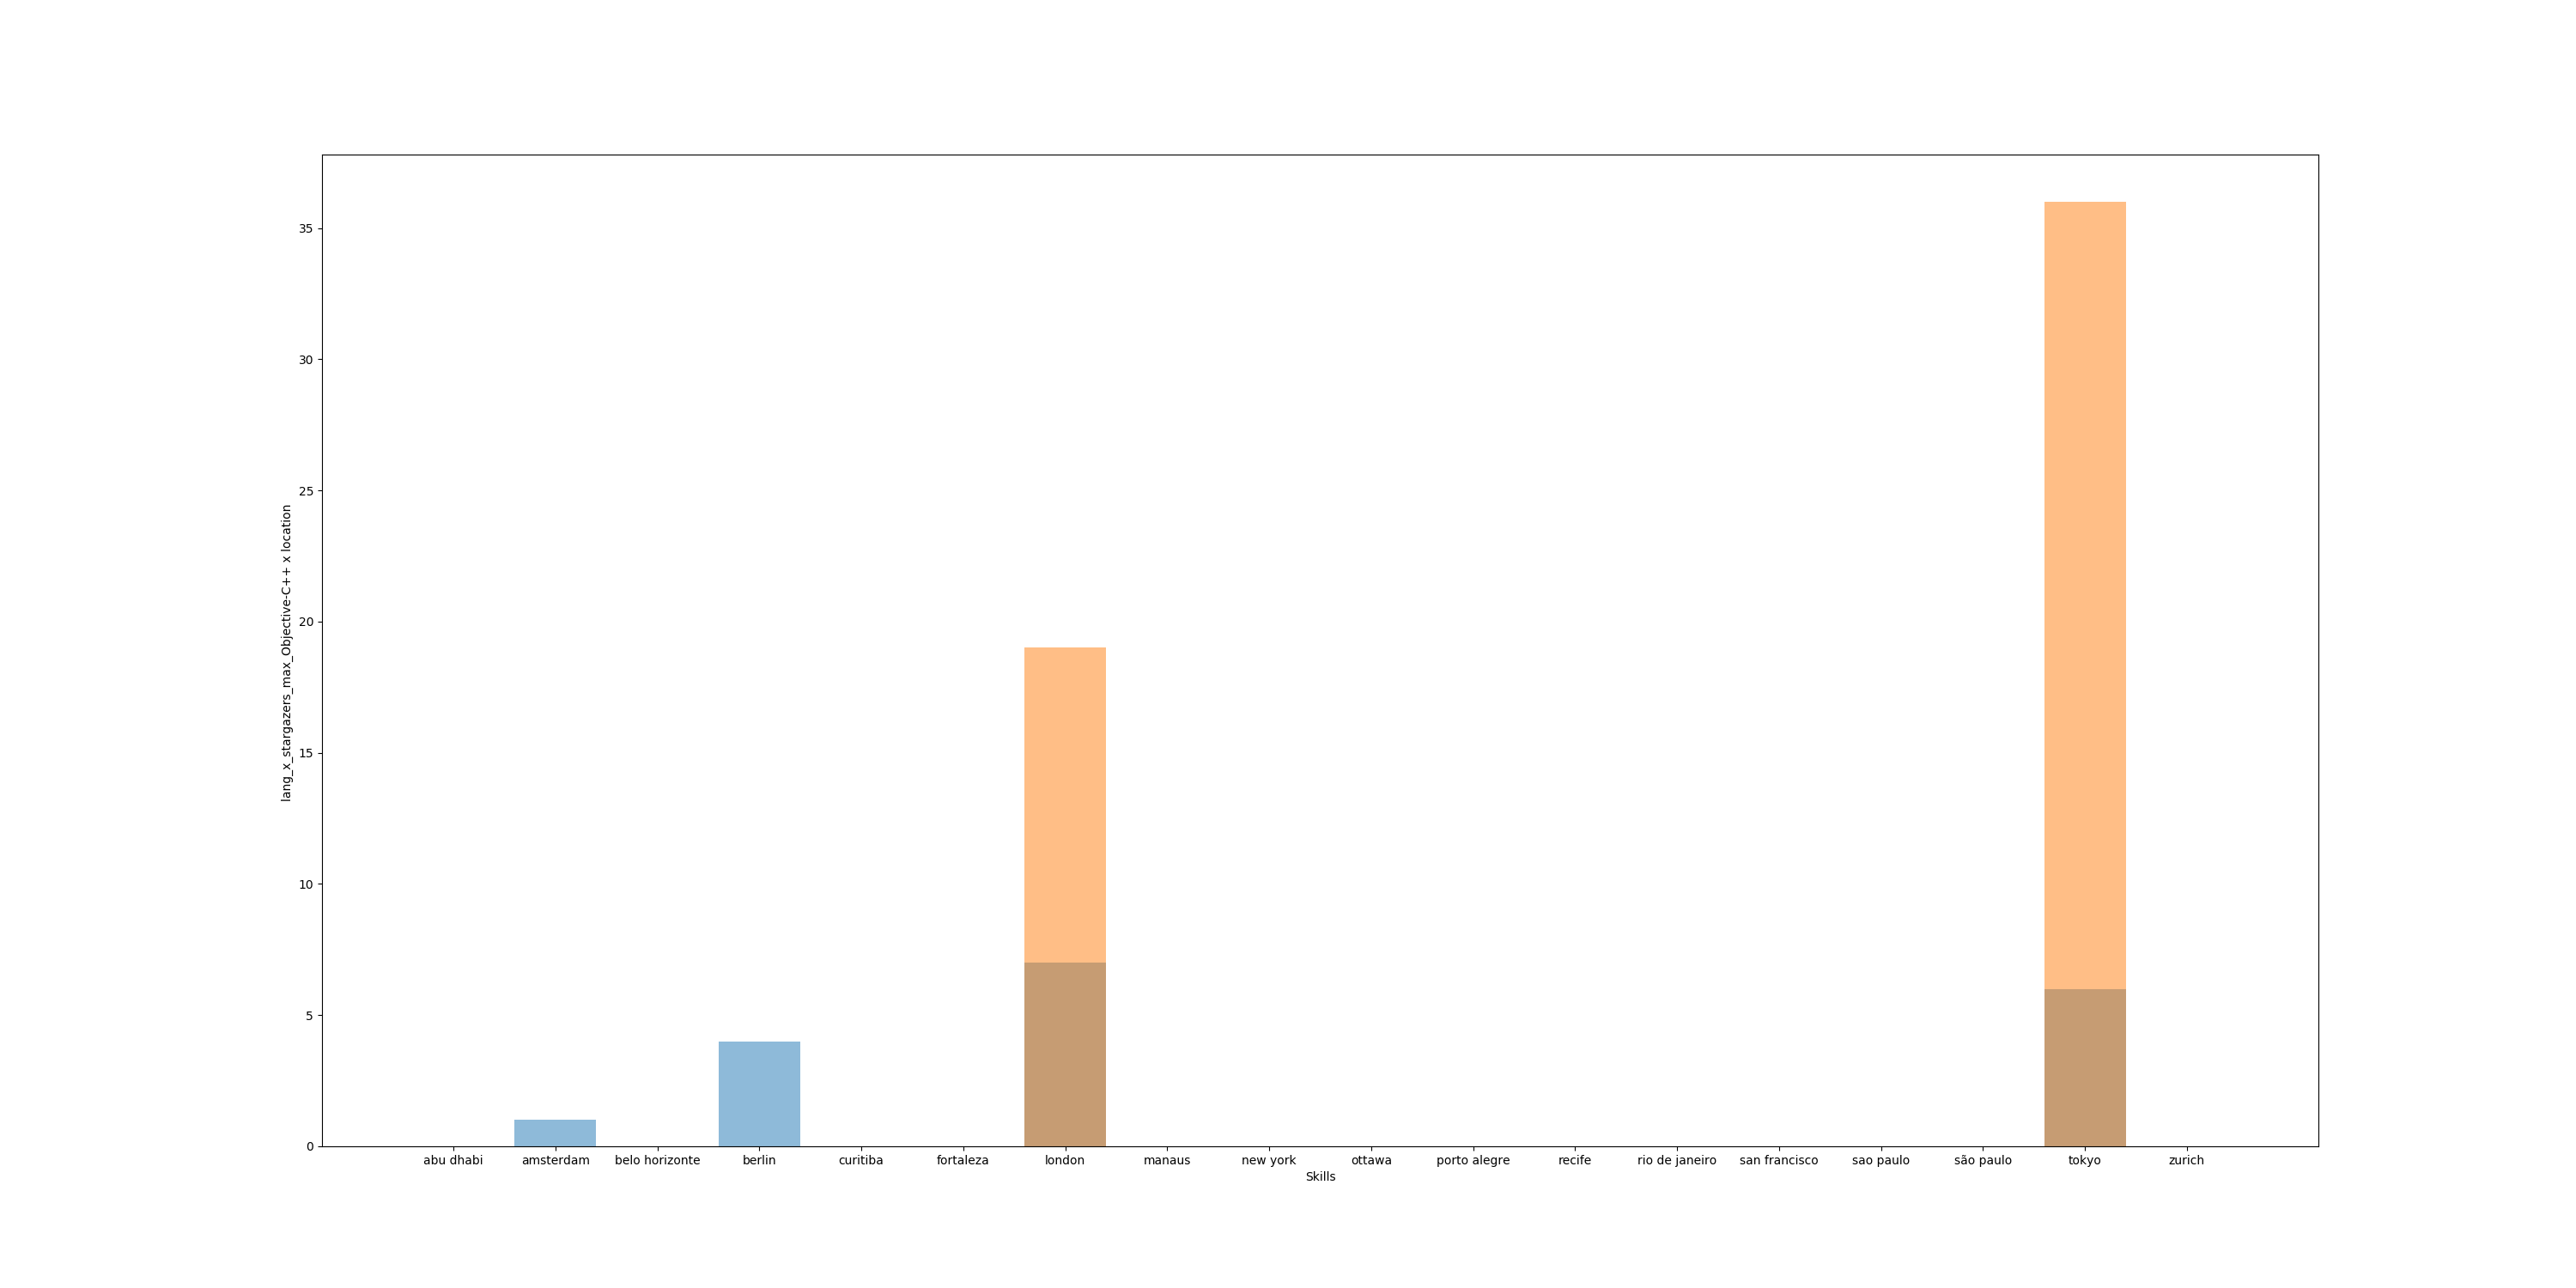 lang_x_stargazers_max_Objective-C++ x location
35
30
25
20
15
10
5
0
abu dhabi amsterdam belo horizonte berlin curitiba fortaleza london manaus new york ottawa porto alegre recife rio de janeiro san francisco sao paulo são paulo tokyo zurich
Skills